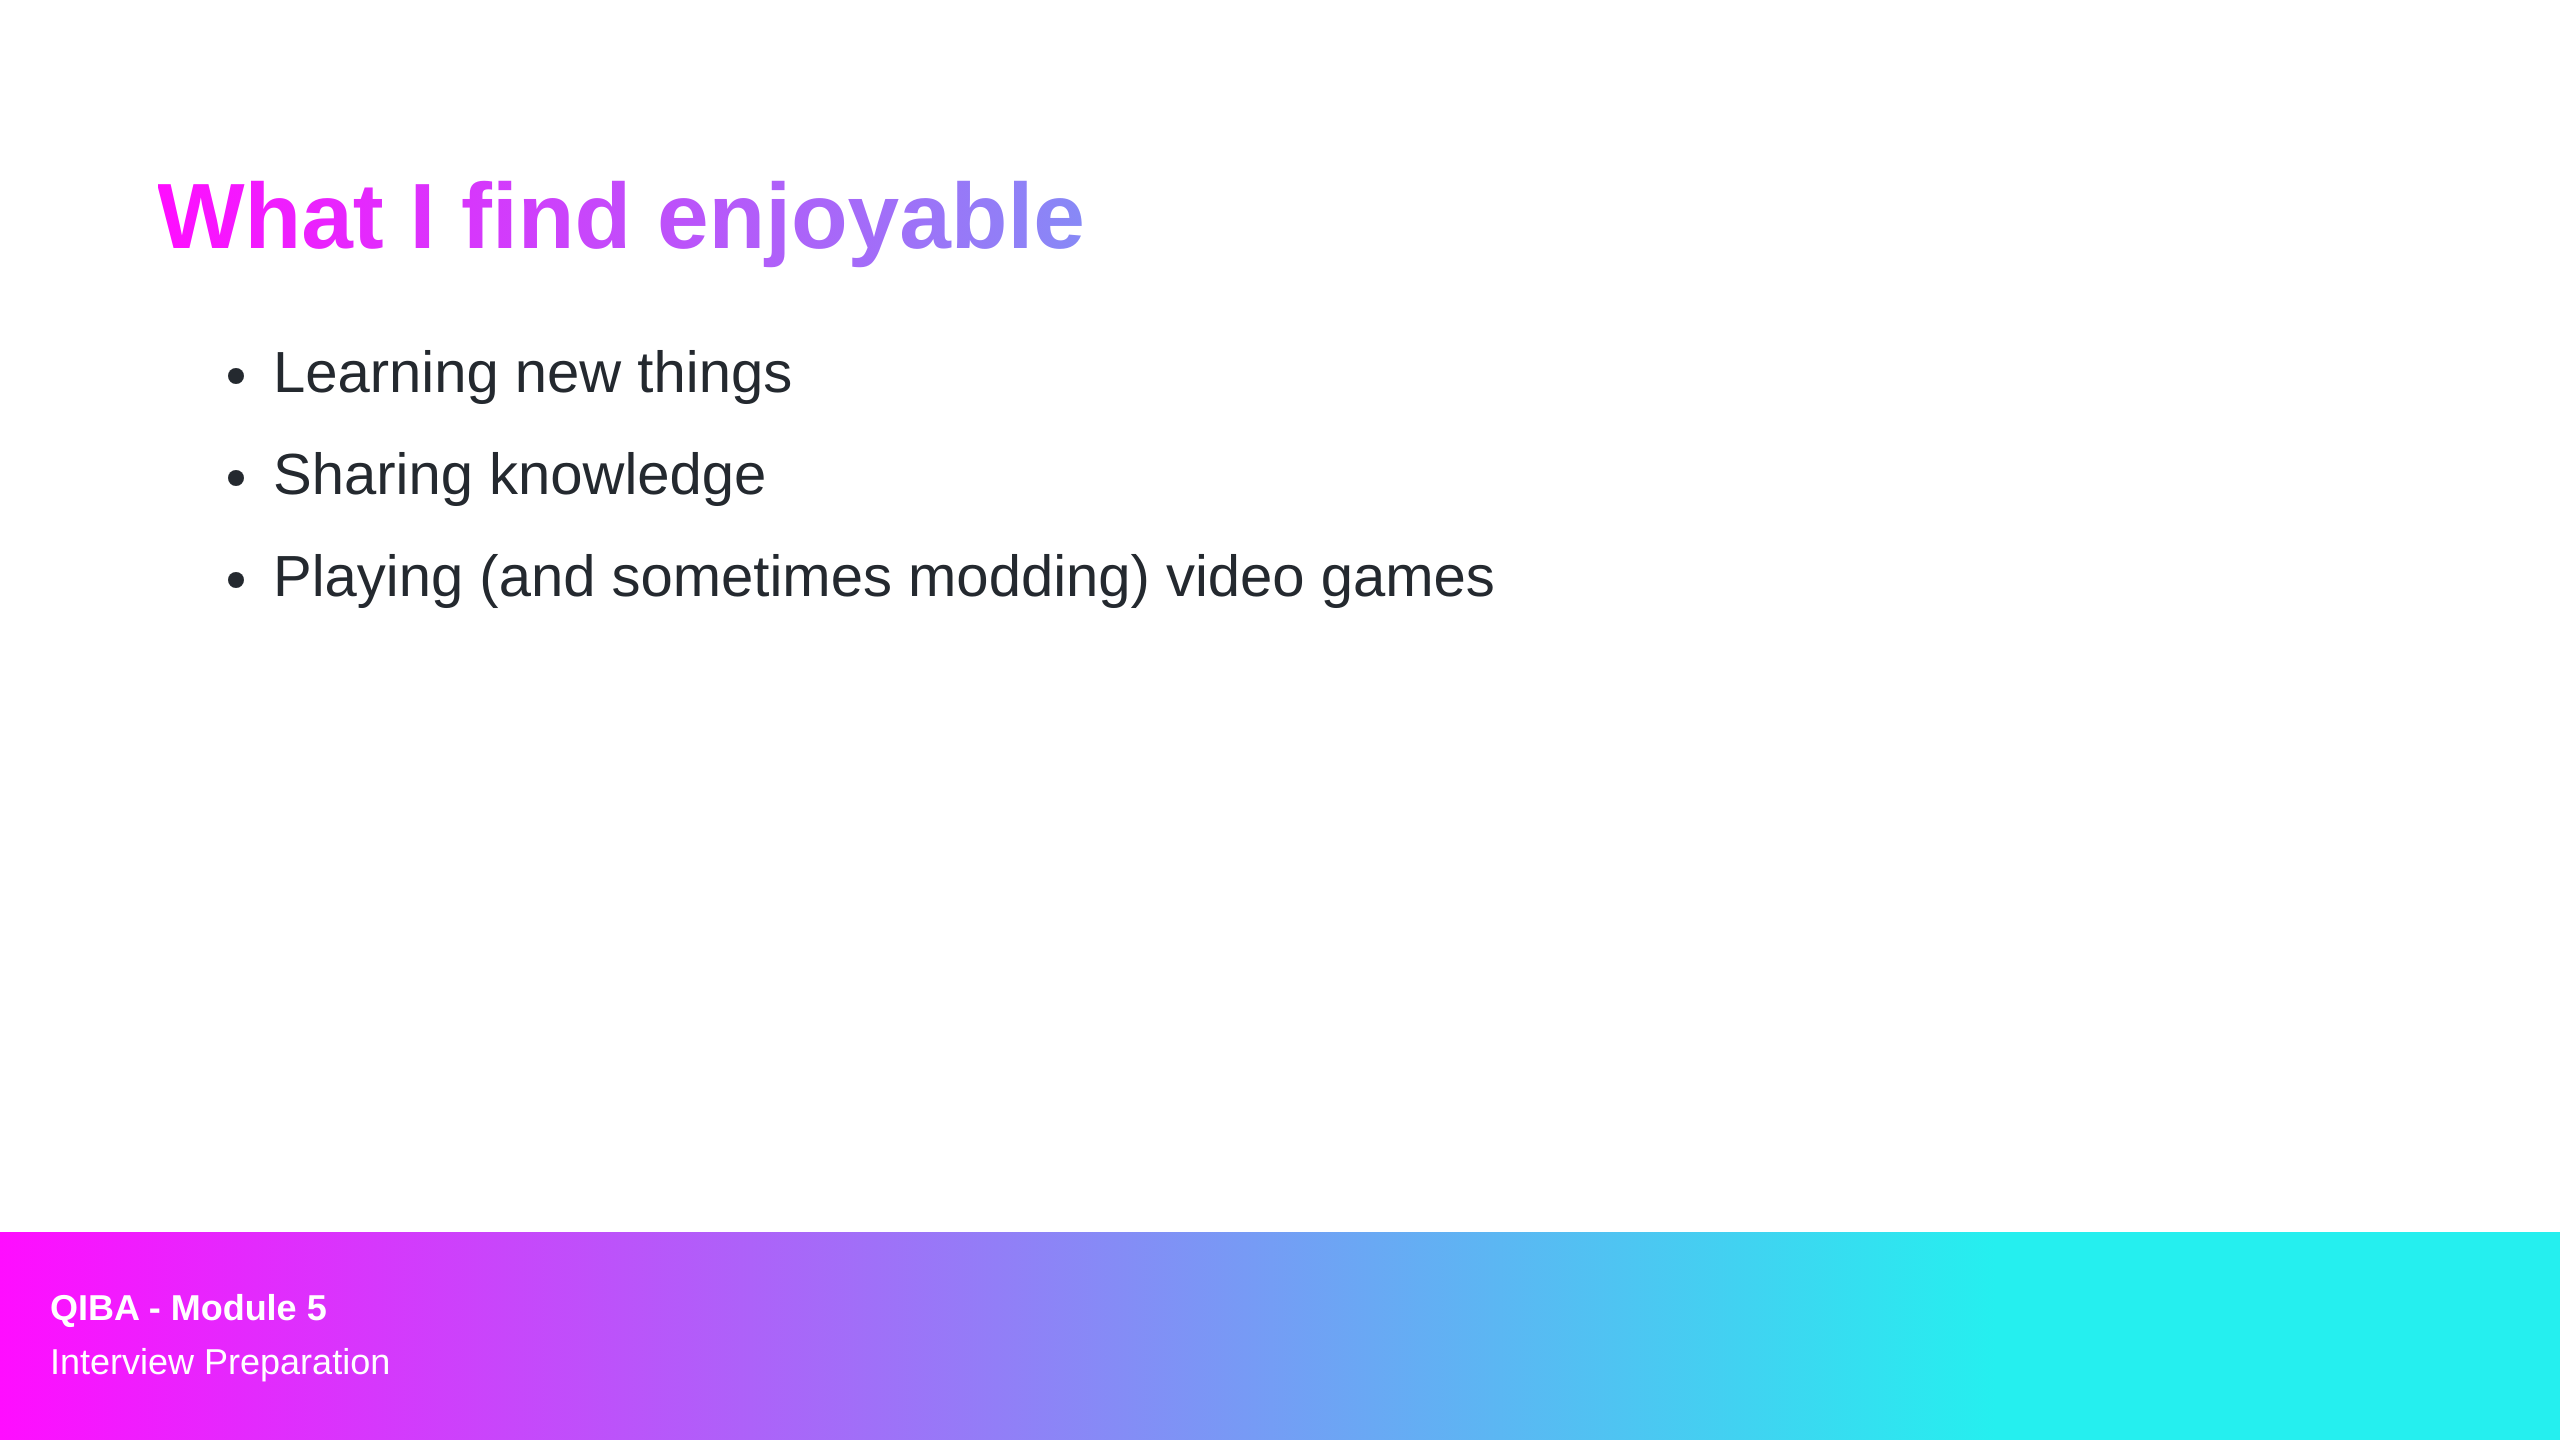 What I find enjoyable
• Learning new things
• Sharing knowledge
• Playing (and sometimes modding) video games
QIBA - Module 5
Interview Preparation